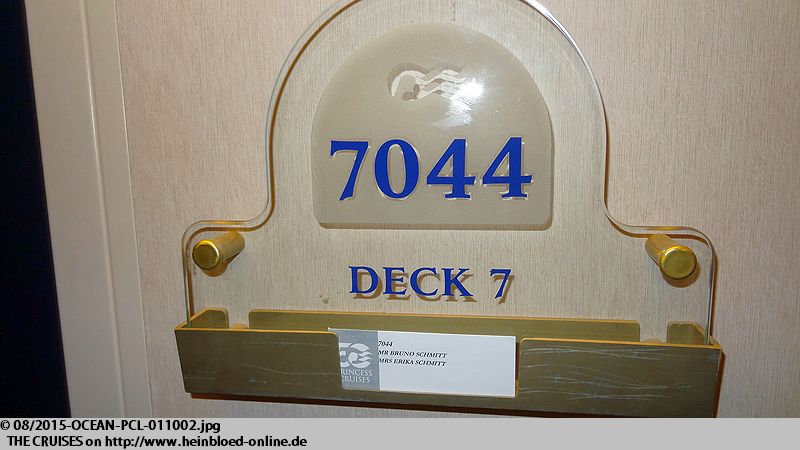 7044
DECK 7
7044
MR BRUNO SCHMITT
MRS ERIKA SCHMITT
PRINCESS
CRUISES
© 08/2015-OCEAN-PCL-011002.jpg
THE CRUISES on http://www.heinbloed-online.de